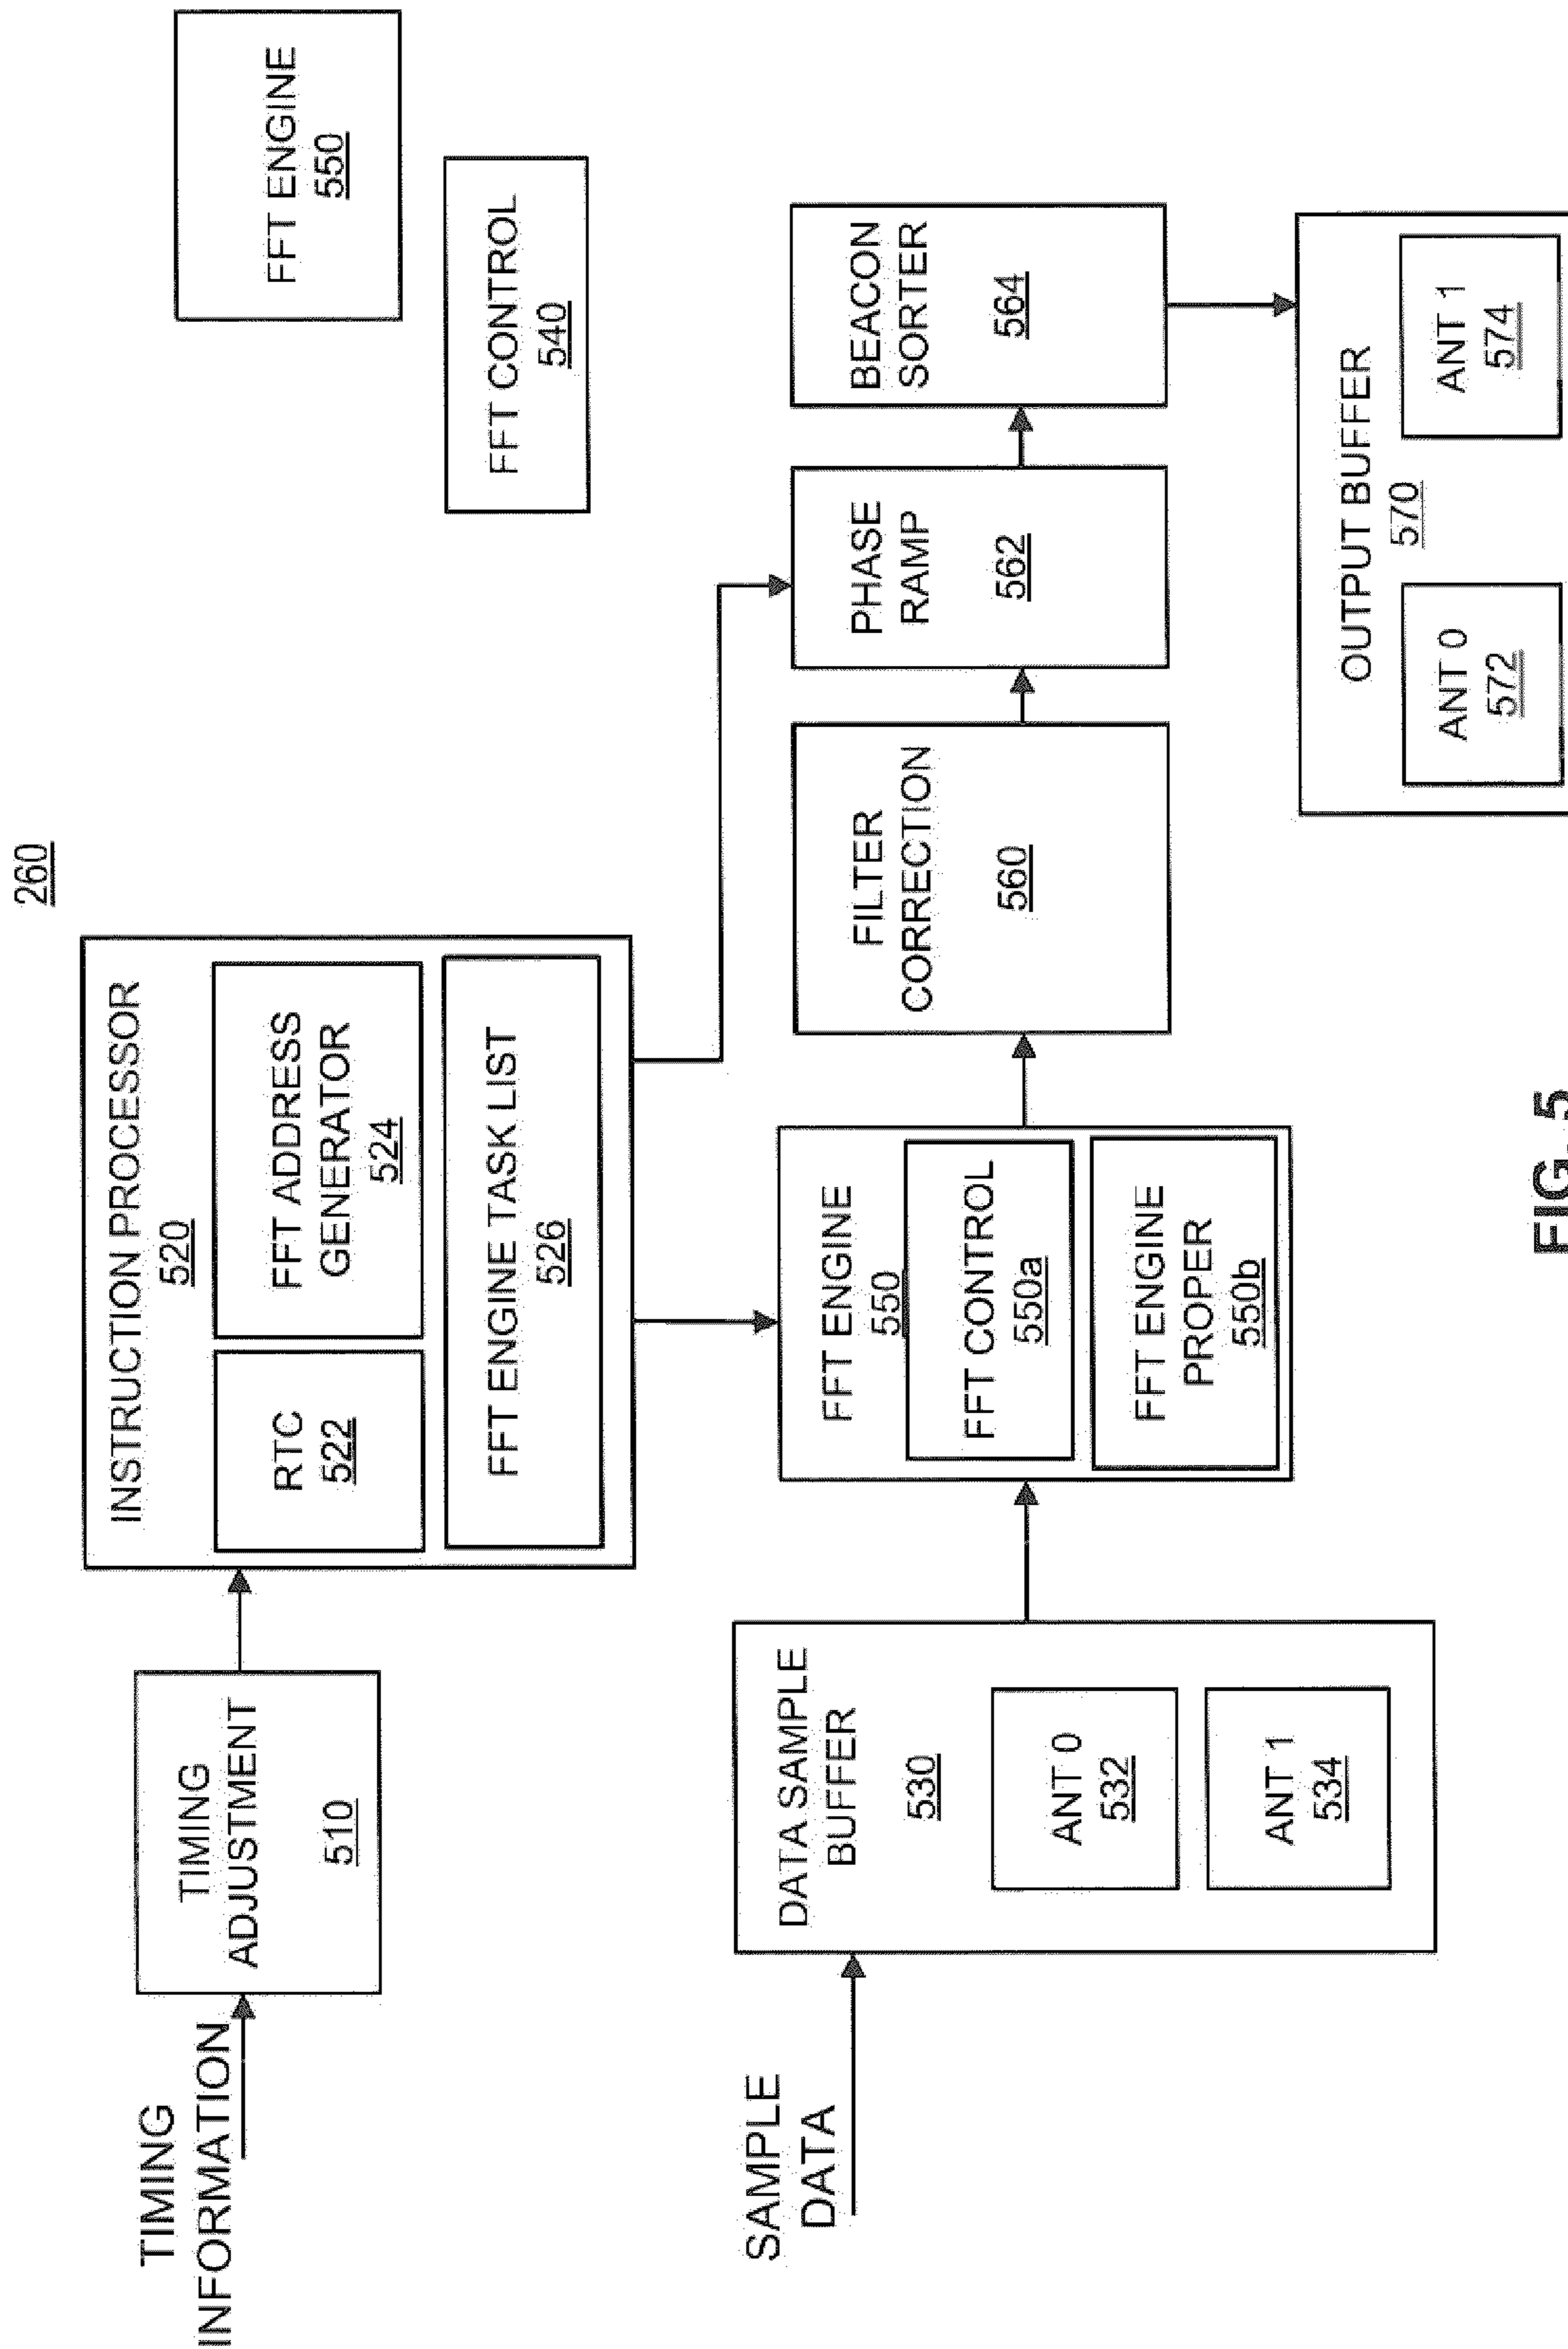 260
TIMING
INFORMATION
TIMING
ADJUSTMENT
510
INSTRUCTION PROCESSOR
520
RTC
522
FFT ADDRESS
GENERATOR
524
FFT ENGINE TASK LIST
526
FFT ENGINE
550
FFT CONTROL
540
SAMPLE
DATA
DATA SAMPLE
BUFFER
530
ANT 0
532
ANT 1
534
FFT ENGINE
550
FFT CONTROL
550a
FFT ENGINE
PROPER
550b
FILTER
CORRECTION
560
PHASE
RAMP
562
BEACON
SORTER
564
OUTPUT BUFFER
570
ANT 0
572
ANT 1
574
FIG. 5